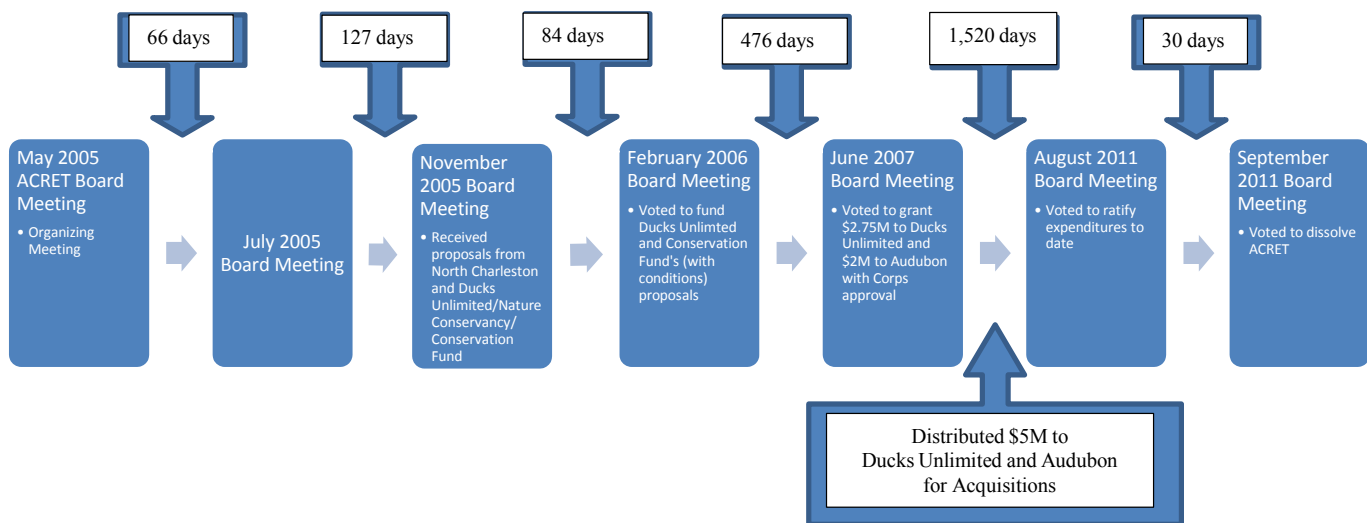 66 days
127 days
84 days
476 days
1,520 days
30 days
May 2005
ACRET Board
Meeting
• Organizing
Meeting
July 2005
Board Meeting
November
2005 Board
Meeting
• Received
proposals from
North Charleston
and Ducks
Unlimited/Nature
Conservancy/
Conservation
Fund
February 2006
Board Meeting
• Voted to fund
Ducks Unlimted
and Conservation
Fund's (with
conditions)
proposals
June 2007
Board Meeting
• Voted to grant
$2.75M to Ducks
Unlimited and
$2M to Audubon
with Corps
approval
August 2011
Board Meeting
• Voted to ratify
expenditures to
date
September
2011 Board
Meeting
• Voted to dissolve
ACRET
Distributed $5M to
Ducks Unlimited and Audubon
for Acquisitions